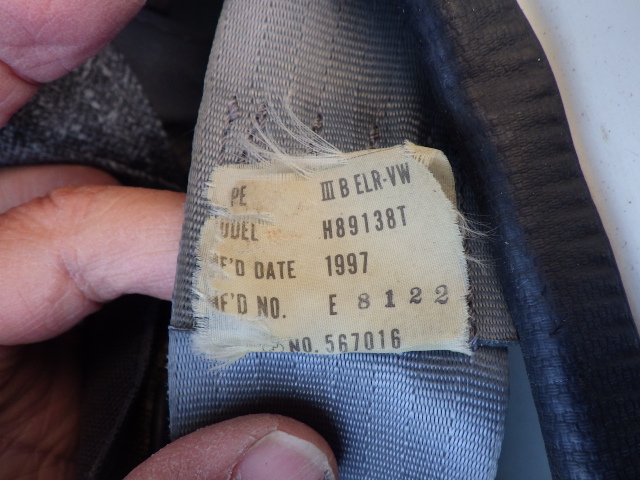 PE III B ELR-VW
ODEL H89138T
F'D DATE 1997
F'D NO. E 8122
NO. 567016